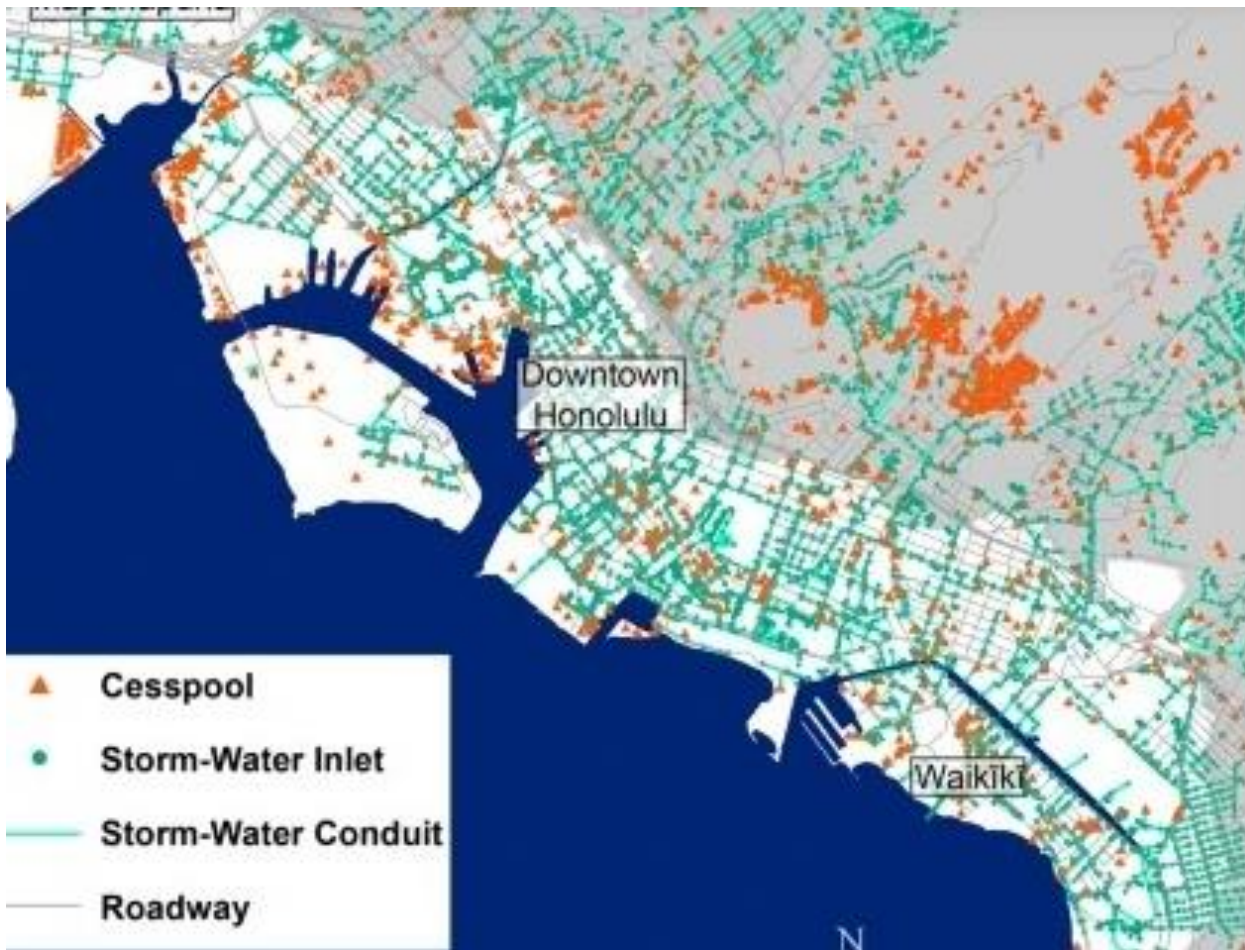 Downtown
Honolulu
Cesspool
Storm-Water Inlet
Waikīkī
Storm-Water Conduit
Roadway
N